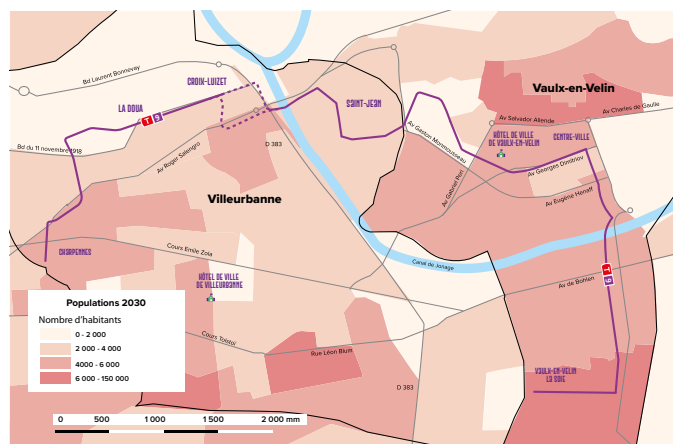 Bd Laurent Bonnevay
CROIX-LUIZET
LA DOUA
T 9
SAINT-JEAN
Vaulx-en-Velin
Av Charles de Gaulle
Av Salvador Allende
HÔTEL DE VILLE
DE VAULX-EN-VELIN
CENTRE-VILLE
Av Gaston Monmousseau
Bd du 11 novembre 1918
Av Roger Salengro
D 383
Av Georges Dimitrov
Av Gabriel Péri
Av Eugène Henaff
Villeurbanne
CHARPENNES
Cours Emile Zola
Canal de Jonage
HÔTEL DE VILLE
DE VILLEURBANNE
T 9
Av de Bohlen
Populations 2030
Nombre d'habitants
0 - 2 000
2 000 - 4 000
4000 - 6 000
6 000 - 150 000
Cours Tolstoï
Rue Léon Blum
VAULX-EN-VELIN
LA SOIE
D 383
0 500 1 000 1 500 2 000 mm